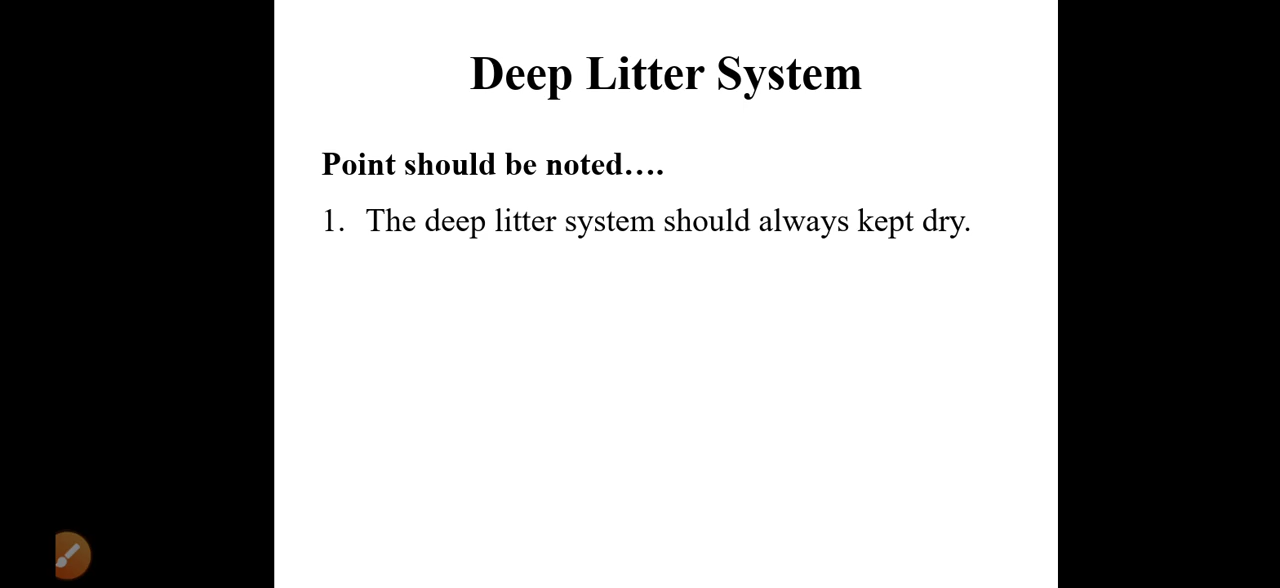 Deep Litter System
Point should be noted….
1. The deep litter system should always kept dry.